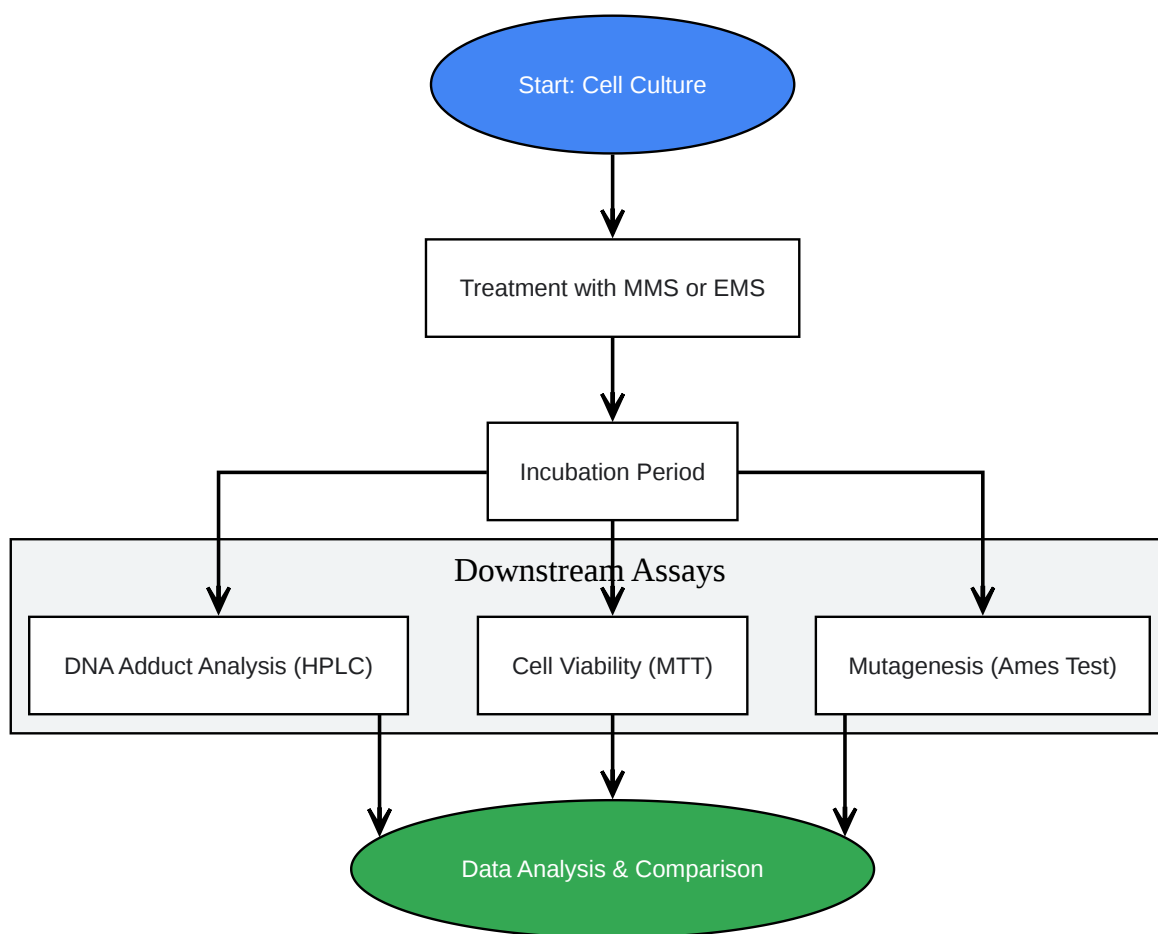 Start: Cell Culture
Treatment with MMS or EMS
Incubation Period
Downstream Assays
DNA Adduct Analysis (HPLC)
Cell Viability (MTT)
Mutagenesis (Ames Test)
Data Analysis & Comparison